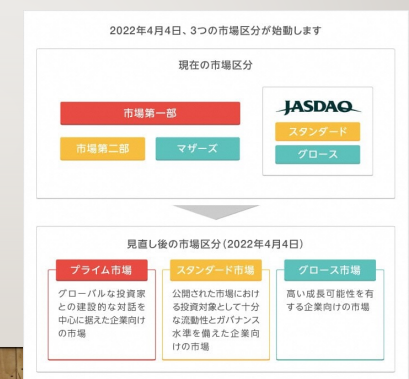 2022年4月4日、3つの市場区分が始動します
現在の市場区分
市場第一部
市場第二部
マザーズ
JASDAQ
スタンダード
グロース
見直し後の市場区分(2022年4月4日)
プライム市場
グローバルな投資家
との建設的な対話を
中心に据えた企業向け
の市場
スタンダード市場
公開された市場におけ
る投資対象として十分
な流動性とガバナンス
水準を備えた企業向
けの市場
グロース市場
高い成長可能性を有
する企業向けの市場